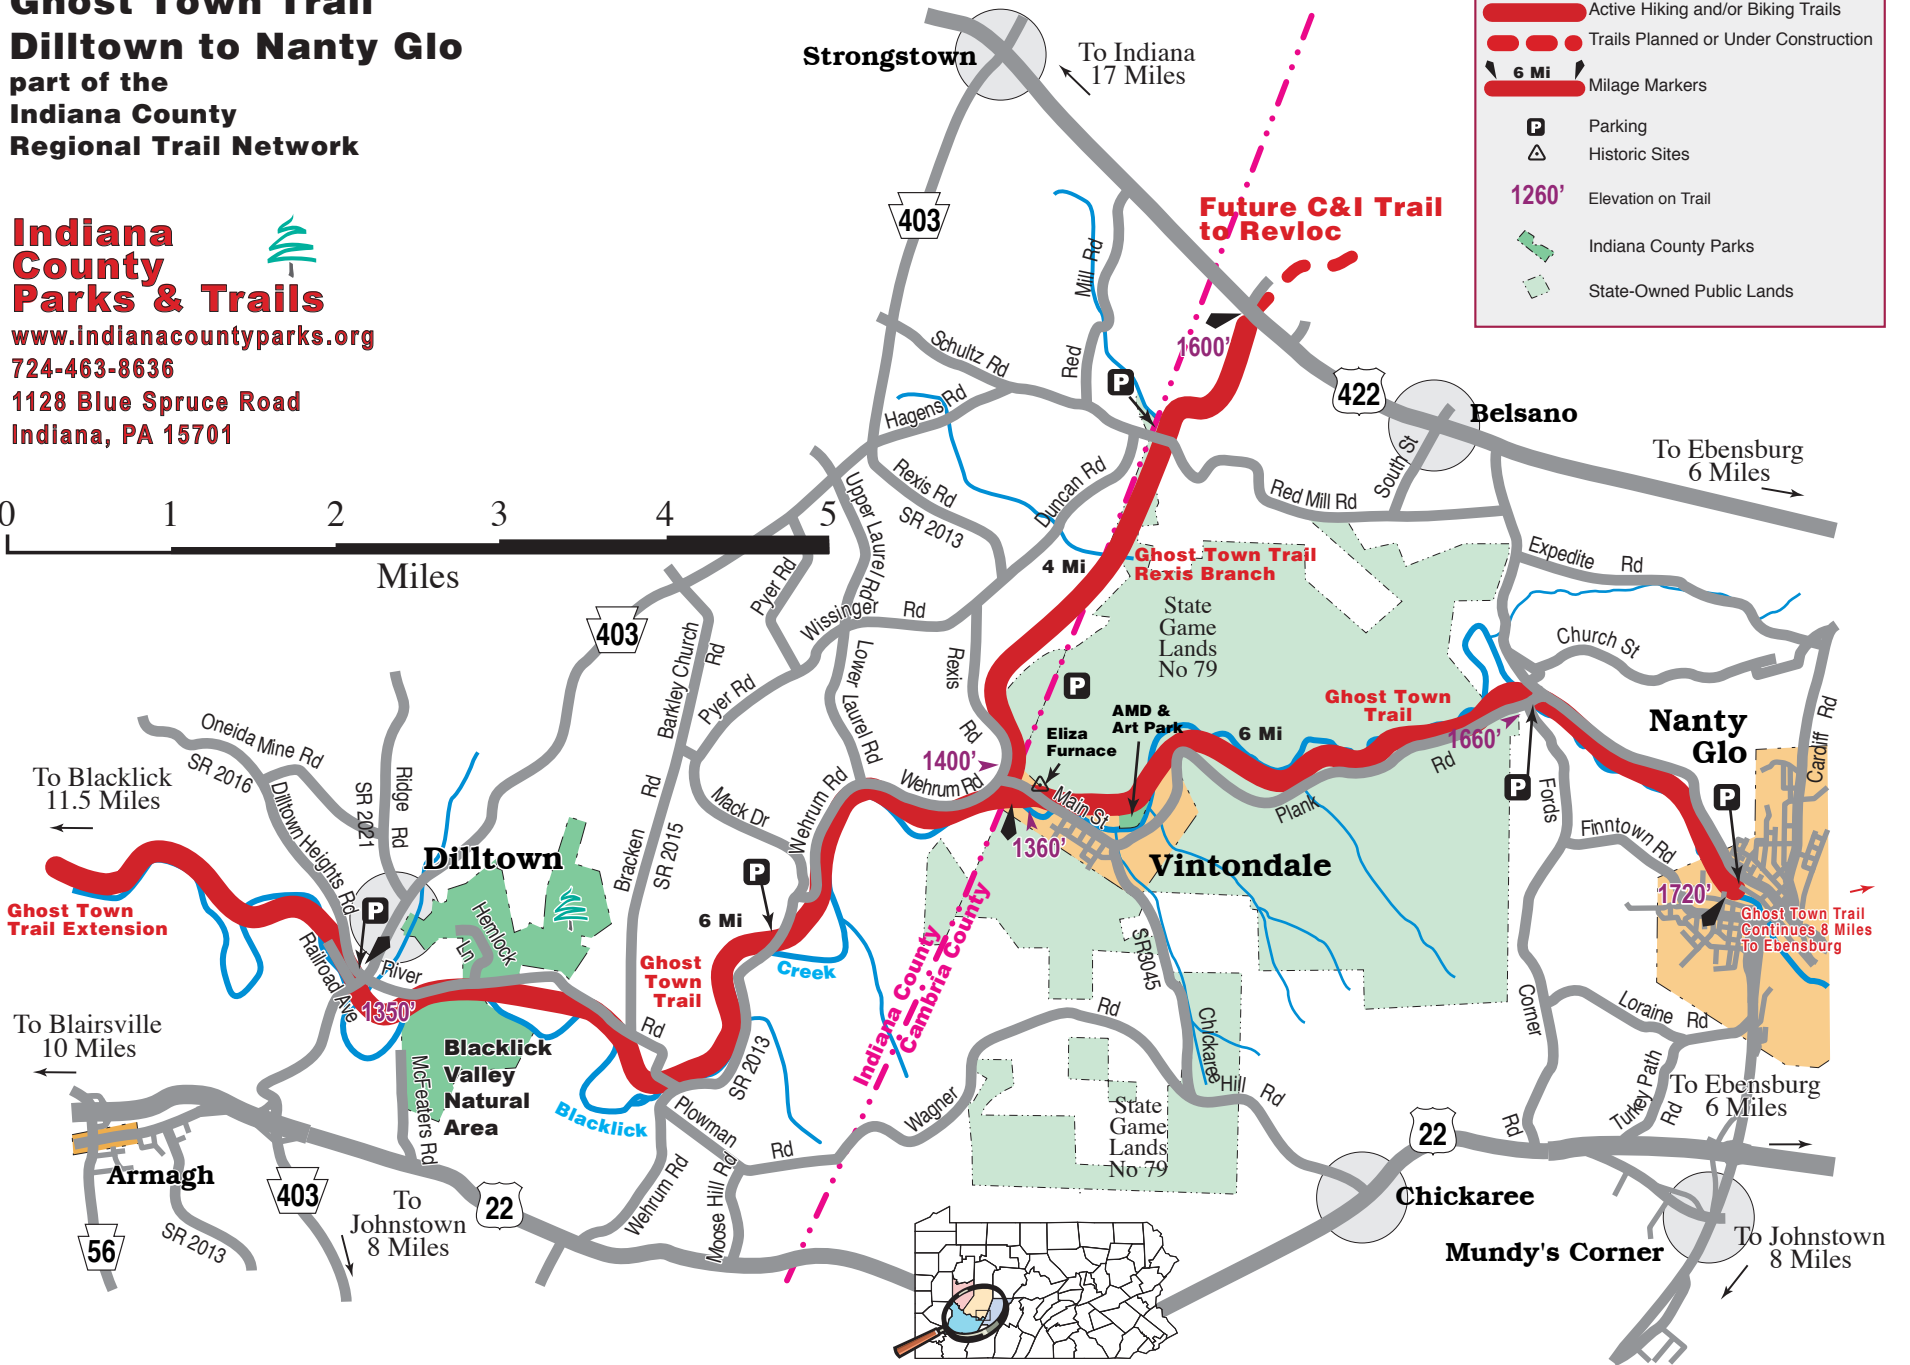 Ghost Town Trail
Dilltown to Nanty Glo
part of the
Indiana County
Regional Trail Network
Indiana
County
Parks & Trails
www.indianacountyparks.org
724-463-8636
1128 Blue Spruce Road
Indiana, PA 15701
0 1 2 3 4 5
Miles
Active Hiking and/or Biking Trails
Trails Planned or Under Construction
6 Mi
Milage Markers
P
Parking
Historic Sites
1260'
Elevation on Trail
Indiana County Parks
State-Owned Public Lands
Strongstown
To Indiana
17 Miles
403
Future C&I Trail
to Revloc
Mill Rd
Red
1600'
P
422
Belsano
To Ebensburg
6 Miles
Schultz Rd
Hagens Rd
Rexis Rd
SR 2013
Duncan Rd
South St
Red Mill Rd
Upper Laurel Rd
Pyer Rd
Wissinger Rd
4 Mi
Ghost Town Trail
Rexis Branch
State
Game
Lands
No 79
Expedite Rd
Church St
403
Barkley Church Rd
Pyer Rd
Lower Laurel Rd
Rexis Rd
P
AMD &
Art Park
Eliza
Furnace
6 Mi
Ghost Town
Trail
1660'
Nanty
Glo
Cardiff Rd
Oneida Mine Rd
SR 2016
To Blacklick
11.5 Miles
Dilltown Heights Rd
SR 2021
Ridge Rd
Dilltown
Bracken Rd
SR 2015
Mack Dr
Wehrum Rd
Wehrum Rd
1400'
Main St
1360'
Vintondale
Plank Rd
P
Fords
Finntown Rd
P
1720'
Ghost Town Trail
Continues 8 Miles
To Ebensburg
Ghost Town
Trail Extension
P
Railroad Ave
River
Hemlock
Ln
6 Mi
P
Ghost
Town
Trail
Creek
Indiana County
Cambria County
SR3045
Chickaree
Hill Rd
Corner
Rd
Loraine Rd
Turkey Path
Rd
To Blairsville
10 Miles
1350'
Rd
Blacklick
Valley
Natural
Area
McFeaters Rd
Blacklick
SR 2013
Plowman
Rd
Wagner
Rd
State
Game
Lands
No 79
To Ebensburg
6 Miles
22
Armagh
56
SR 2013
403
To
Johnstown
8 Miles
22
Wehrum Rd
Moose Hill Rd
Chickaree
Mundy's Corner
To Johnstown
8 Miles